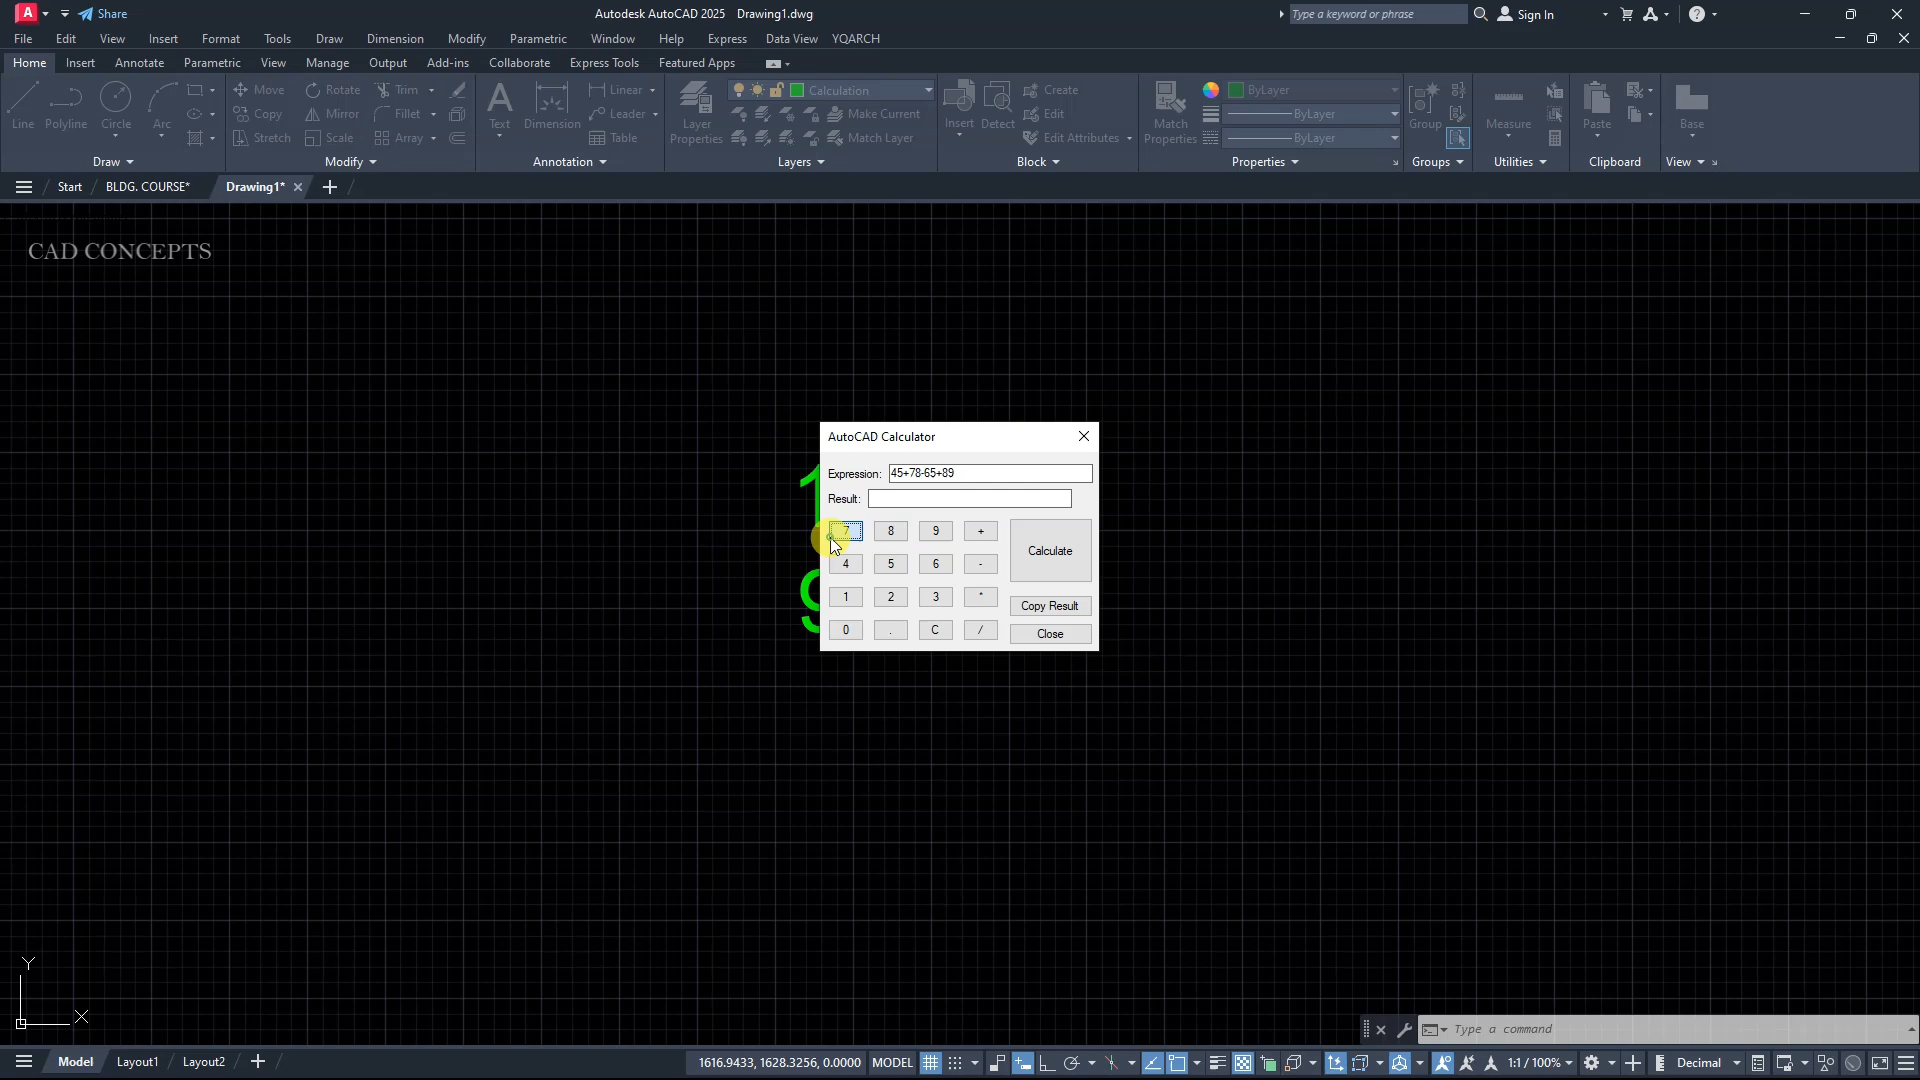 A Share Autodesk AutoCAD 2025 Drawing1.dwg Type a keyword or phrase Sign In
File Edit View Insert Format Tools Draw Dimension Modify Parametric Window Help Express Data View YQARCH
Home Insert Annotate Parametric View Manage Output Add-ins Collaborate Express Tools Featured Apps
Line Polyline Circle Arc
Move Rotate Trim
Copy Mirror Fillet
Stretch Scale Array
Text Dimension
Linear
Leader
Table
Layer Properties
Calculation
Make Current
Match Layer
Insert Detect
Create
Edit
Edit Attributes
Match Properties
ByLayer
ByLayer
ByLayer
Group Measure Paste Base
Draw Modify Annotation Layers Block Properties Groups Utilities Clipboard View
Start BLDG. COURSE* Drawing1*
CAD CONCEPTS
AutoCAD Calculator
Expression: 45+78-65+89
Result:
7 8 9 + Calculate
4 5 6 -
1 2 3 * Copy Result
0 . C / Close
1
9
Y
X
Type a command
Model Layout1 Layout2 1616.9433, 1628.3256, 0.0000 MODEL 1:1 / 100% Decimal